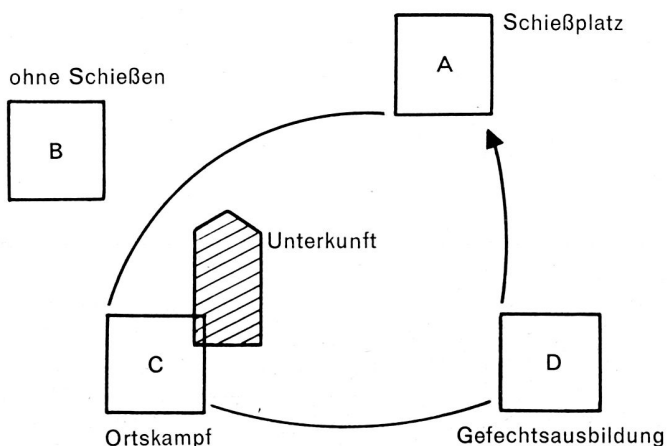 Schießplatz
A
ohne Schießen
B
Unterkunft
C
D
Ortskampf
Gefechtsausbildung